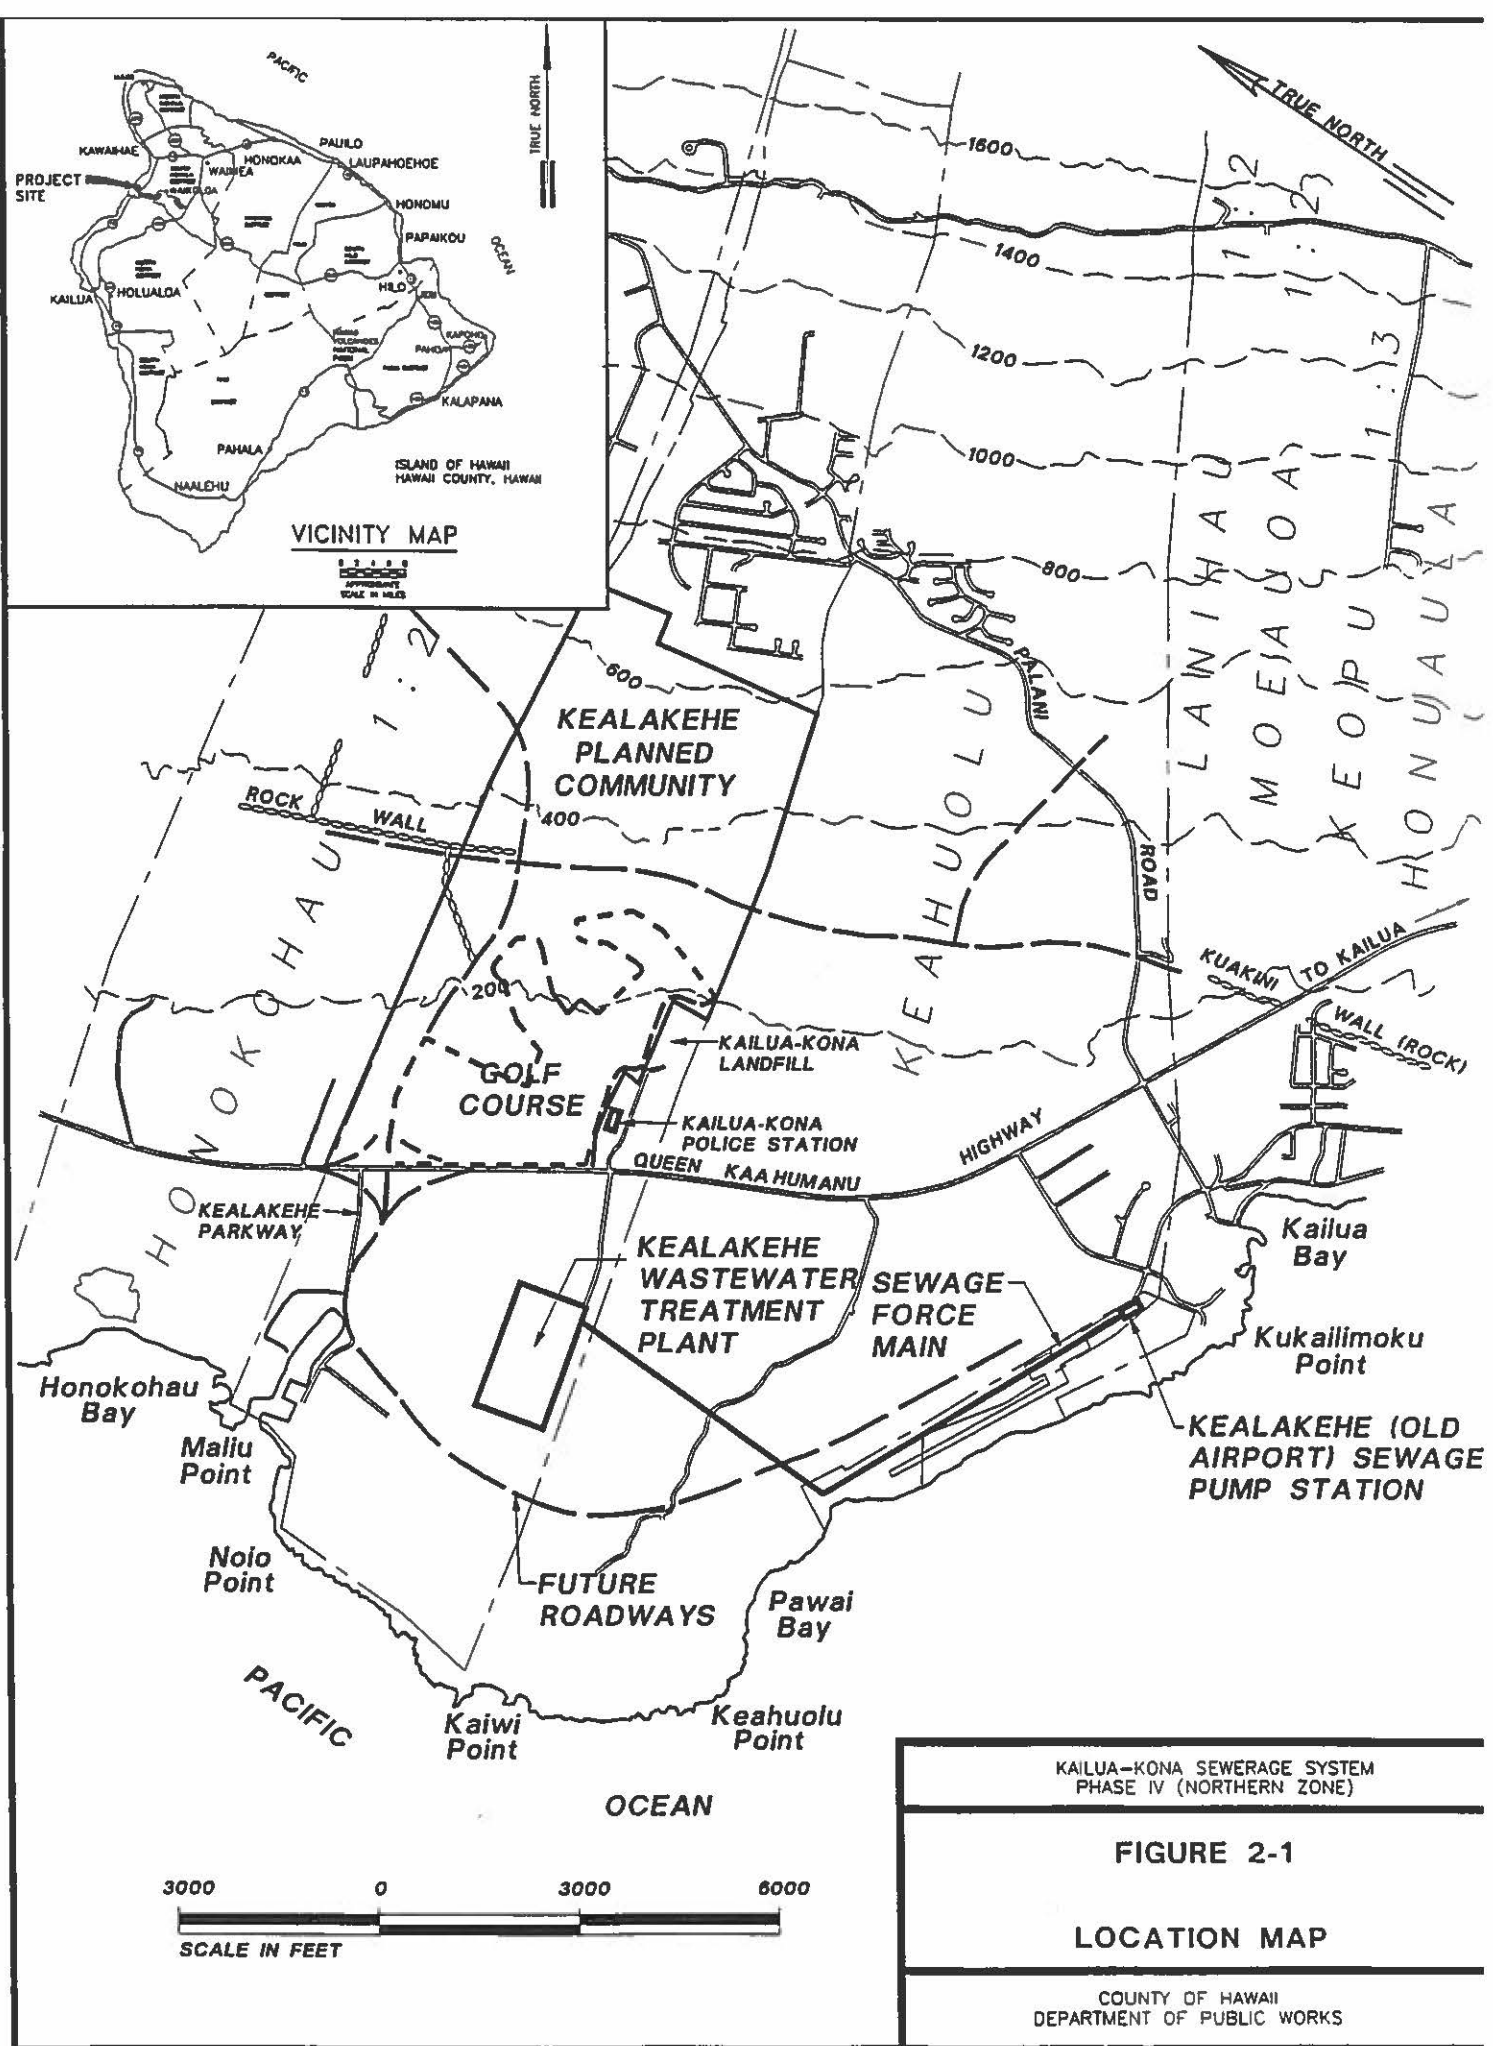 PACIFIC
TRUE NORTH
KAWAIHAE
HONOKAA
PAUILO
LAUPAHOEHOE
WAIMEA
PROJECT
SITE
HONOMU
PAPAIKOU
OCEAN
KAILUA
HOLUALOA
HILO
KAPOHO
PAHOA
KALAPANA
PAHALA
NAALEHU
ISLAND OF HAWAII
HAWAII COUNTY, HAWAII
VICINITY MAP
APPROXIMATE
SCALE IN MILES
TRUE NORTH
1600
1400
1200
1000
800
600
400
200
1 : 2
1 : 2
1 : 2
1 : 3
LANIHAU
MOEAUOA
KEOPU
HONUAULA
KEAHUOLU
HONOKOHAU
PALANI
ROAD
KEALAKEHE
PLANNED
COMMUNITY
ROCK WALL
KUAKINI
WALL (ROCK)
TO KAILUA
KAILUA-KONA
LANDFILL
GOLF
COURSE
KAILUA-KONA
POLICE STATION
QUEEN KAAHUMANU
HIGHWAY
KEALAKEHE
PARKWAY
KEALAKEHE
WASTEWATER
TREATMENT
PLANT
SEWAGE
FORCE
MAIN
Kailua
Bay
Kukailimoku
Point
Honokohau
Bay
Maliu
Point
KEALAKEHE (OLD
AIRPORT) SEWAGE
PUMP STATION
Noio
Point
FUTURE
ROADWAYS
Pawai
Bay
PACIFIC
Kaiwi
Point
Keahuolu
Point
OCEAN
3000 0 3000 6000
SCALE IN FEET
KAILUA-KONA SEWERAGE SYSTEM
PHASE IV (NORTHERN ZONE)
FIGURE 2-1
LOCATION MAP
COUNTY OF HAWAII
DEPARTMENT OF PUBLIC WORKS